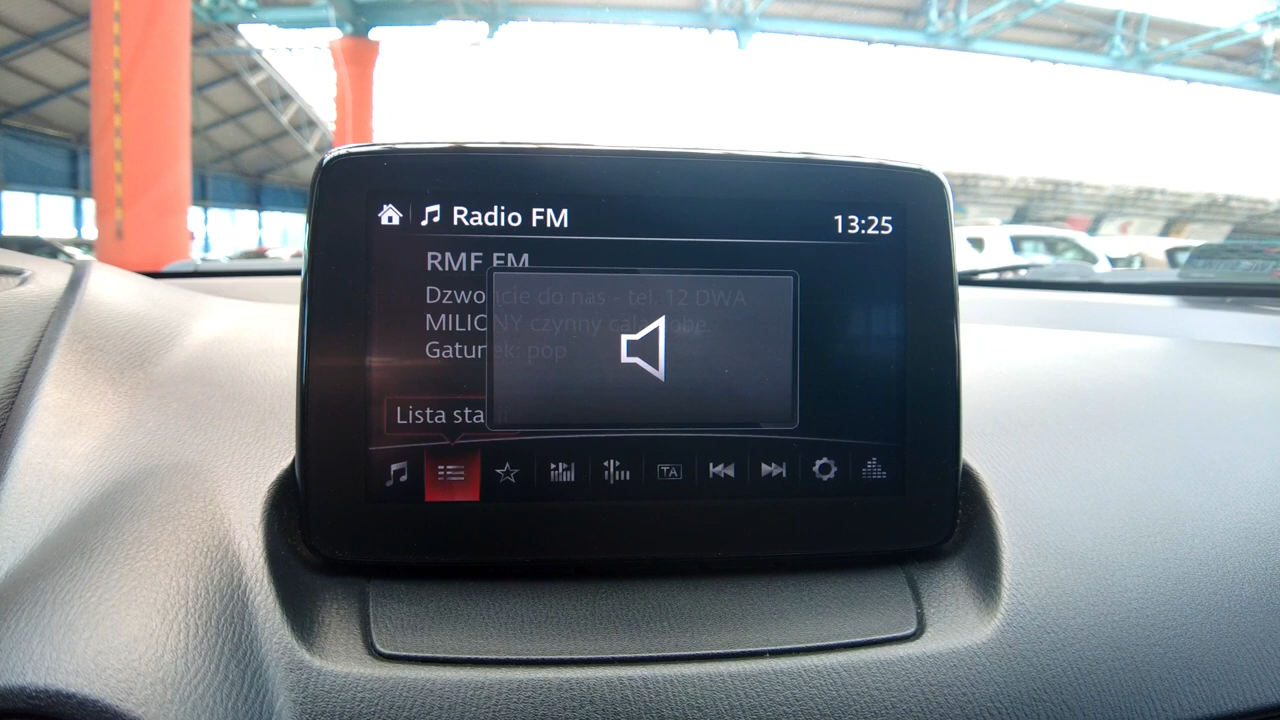 Radio FM
13:25
RMF FM
Dzwońcie do nas - tel. 12 DWA
MILIONY czynny całą dobę.
Gatunek: pop
Lista stacji
TA